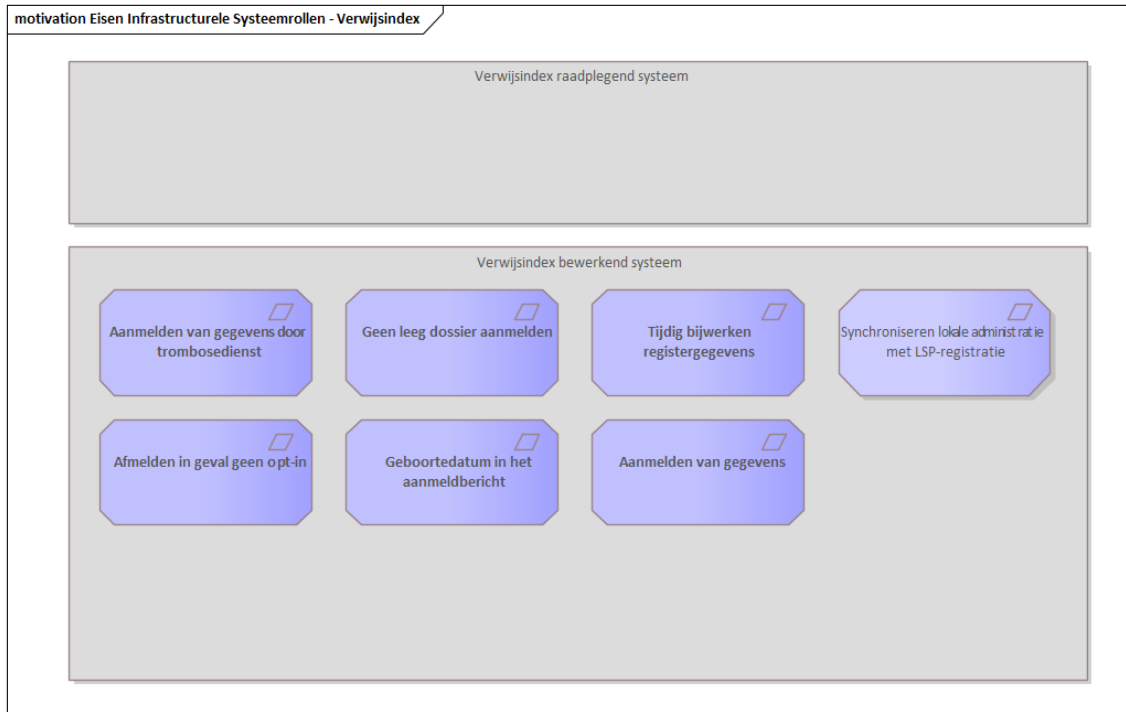 motivation Eisen Infrastructurele Systeemrollen - Verwijsindex
Verwijsindex raadplegend systeem
Verwijsindex bewerkend systeem
Aanmelden van gegevens door
trombosedienst
Geen leeg dossier aanmelden
Tijdig bijwerken
registergegevens
Synchroniseren lokale administratie
met LSP-registratie
Afmelden in geval geen opt-in
Geboortedatum in het
aanmeldbericht
Aanmelden van gegevens